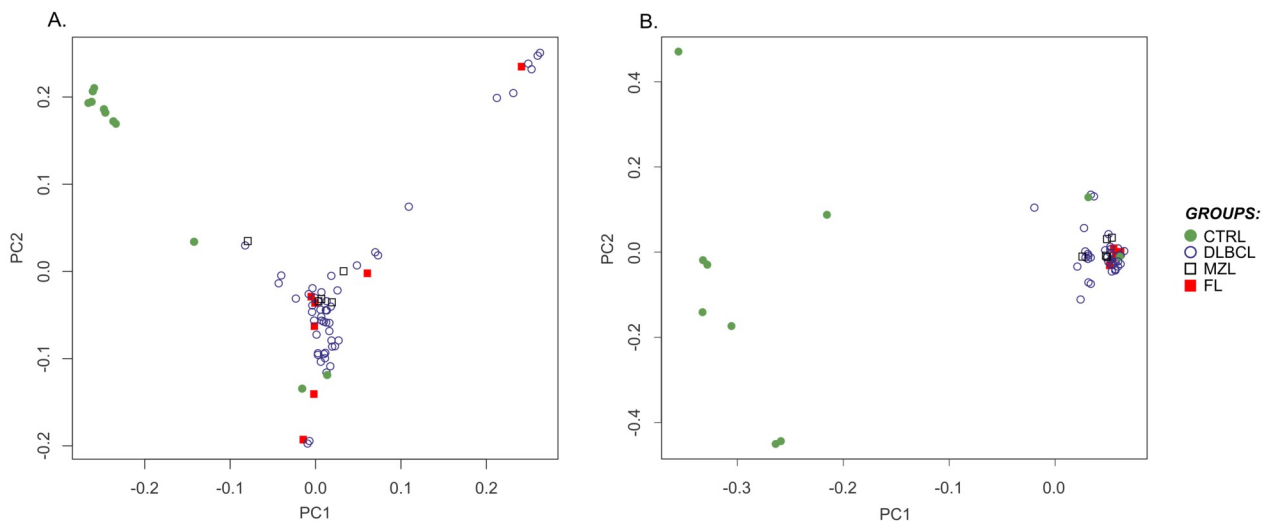 A.
0.2
0.1
0.0
-0.1
-0.2
PC2
-0.2 -0.1 0.0 0.1 0.2
PC1
B.
0.4
0.2
0.0
-0.2
-0.4
PC2
-0.3 -0.2 -0.1 0.0
PC1
GROUPS:
CTRL
DLBCL
MZL
FL